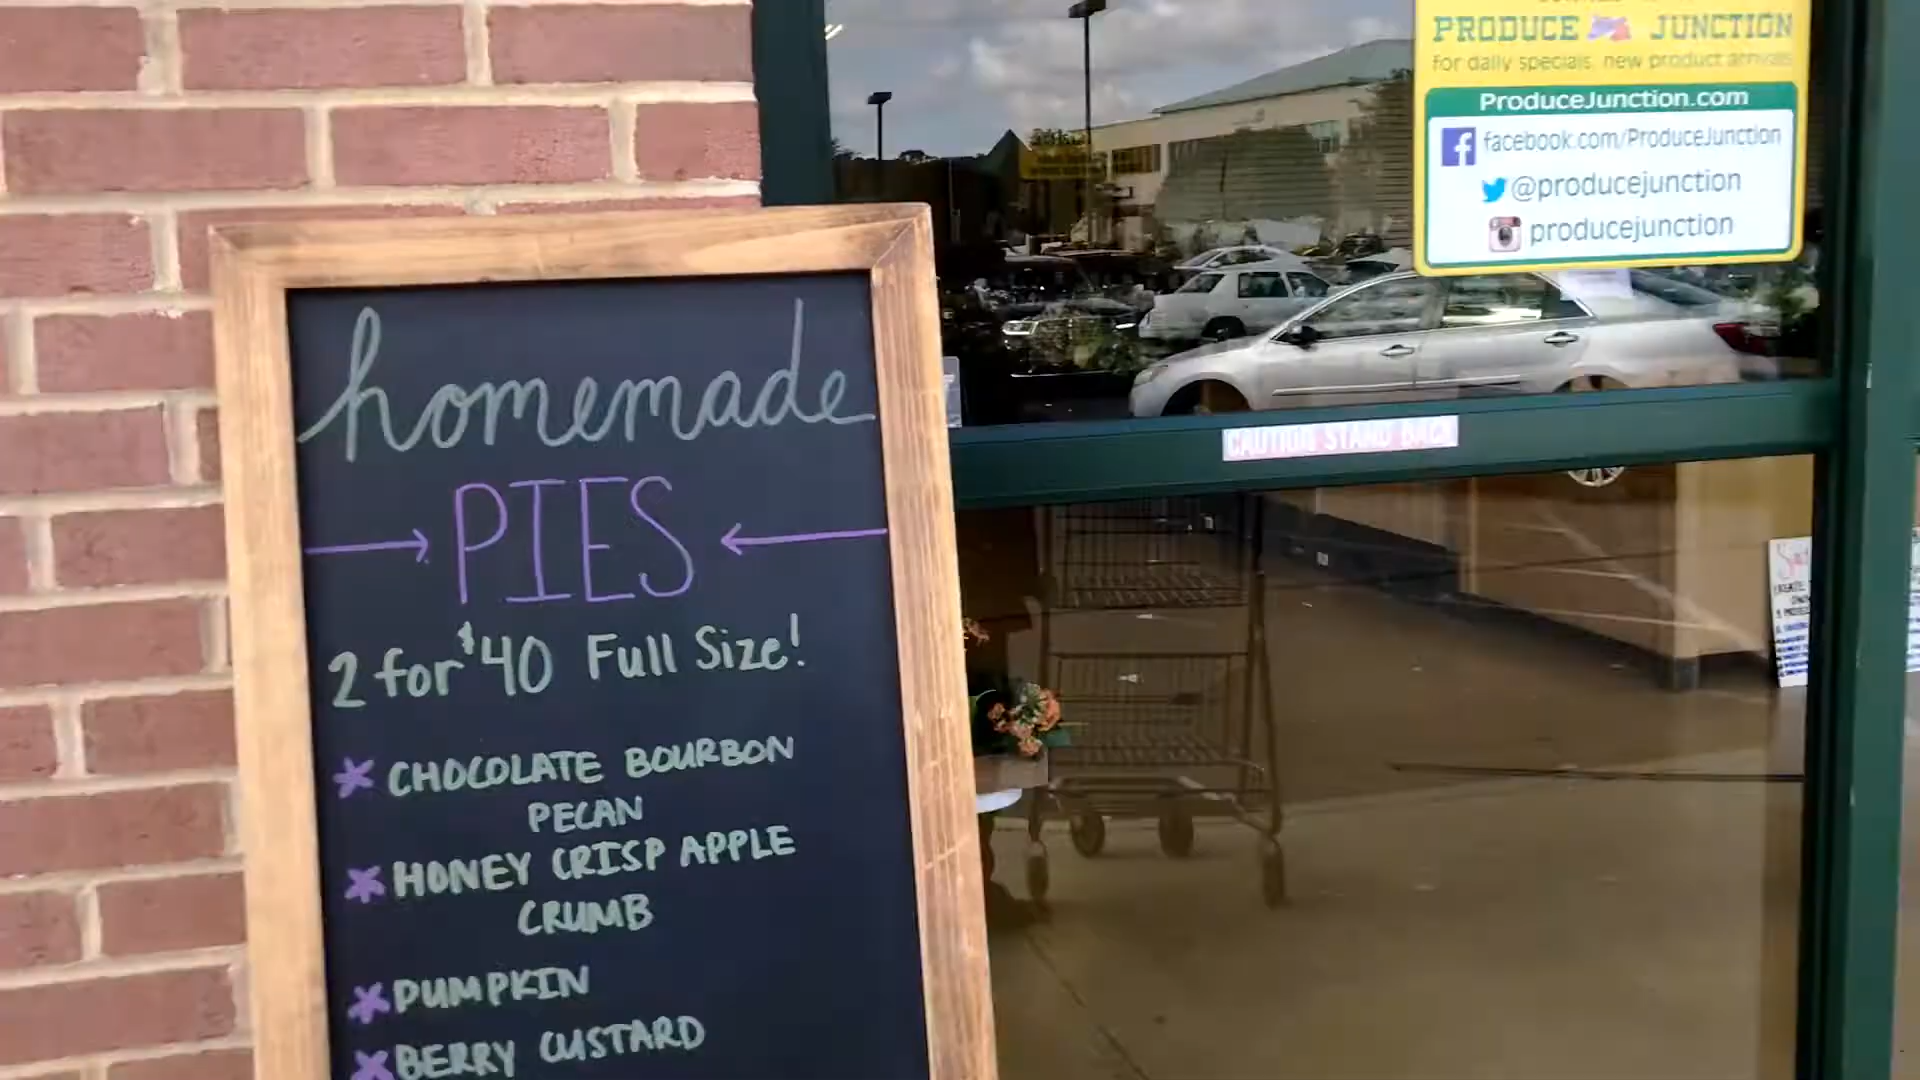 homemade
PIES
2 for $40 Full Size!
* CHOCOLATE BOURBON
PECAN
* HONEY CRISP APPLE
CRUMB
* PUMPKIN
* BERRY CUSTARD
PRODUCE JUNCTION
for daily specials, new product arrivals
ProduceJunction.com
facebook.com/ProduceJunction
@producejunction
producejunction
CAUTION STAND BACK